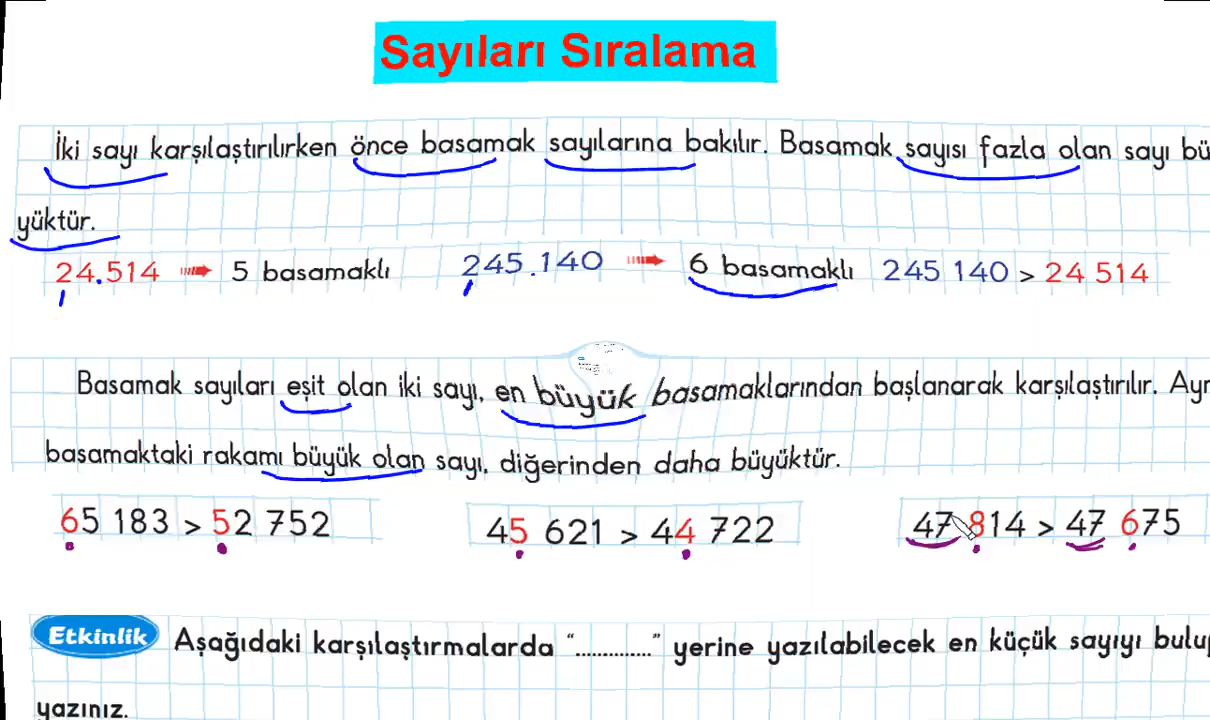 Sayıları Sıralama
İki sayı karşılaştırılırken önce basamak sayılarına bakılır. Basamak sayısı fazla olan sayı bü
yüktür.
24.514 5 basamaklı 245.140 6 basamaklı 245 140 > 24 514
Basamak sayıları eşit olan iki sayı, en büyük basamaklarından başlanarak karşılaştırılır. Ayn
basamaktaki rakamı büyük olan sayı, diğerinden daha büyüktür.
65 183 > 52 752 45 621 > 44 722 47 814 > 47 675
Etkinlik Aşağıdaki karşılaştırmalarda “.............” yerine yazılabilecek en küçük sayıyı bulup
yazınız.